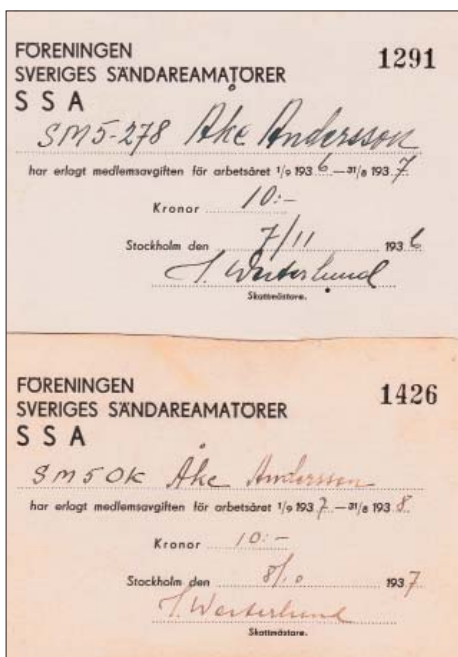 FÖRENINGEN
SVERIGES SÄNDAREAMATÖRER
S S A
1291
SM5-278 Åke Andersson
har erlagt medlemsavgiften för arbetsåret 1/9 1936 — 31/8 1937
Kronor 10:-
Stockholm den 7/11 1936
S. Westerlund
Skattmästare.
FÖRENINGEN
SVERIGES SÄNDAREAMATÖRER
S S A
1426
SM5OK Åke Andersson
har erlagt medlemsavgiften för arbetsåret 1/9 1937 — 31/8 1938
Kronor 10:-
Stockholm den 8/10 1937
S. Westerlund
Skattmästare.